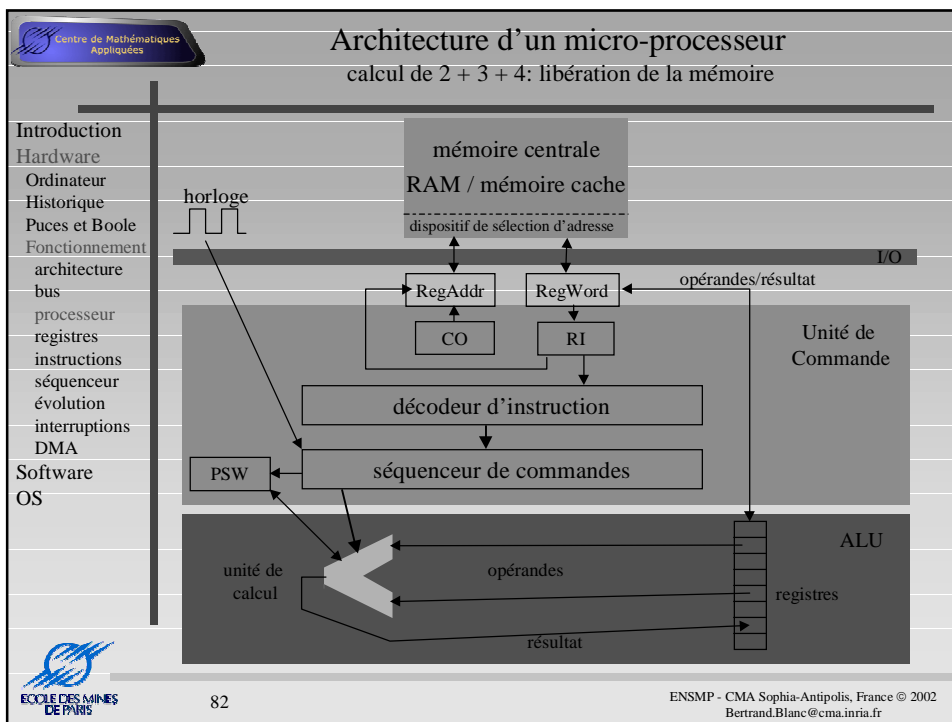 Centre de Mathématiques
Appliquées
Architecture d'un micro-processeur
calcul de 2 + 3 + 4: libération de la mémoire
Introduction
Hardware
Ordinateur
Historique
Puces et Boole
Fonctionnement
architecture
bus
processeur
registres
instructions
séquenceur
évolution
interruptions
DMA
Software
OS
horloge
mémoire centrale
RAM / mémoire cache
dispositif de sélection d'adresse
I/O
RegAddr
RegWord
opérandes/résultat
CO
RI
Unité de
Commande
décodeur d'instruction
PSW
séquenceur de commandes
ALU
unité de
calcul
opérandes
registres
résultat
ECOLE DES MINES
DE PARIS
82
ENSMP - CMA Sophia-Antipolis, France © 2002
Bertrand.Blanc@cma.inria.fr